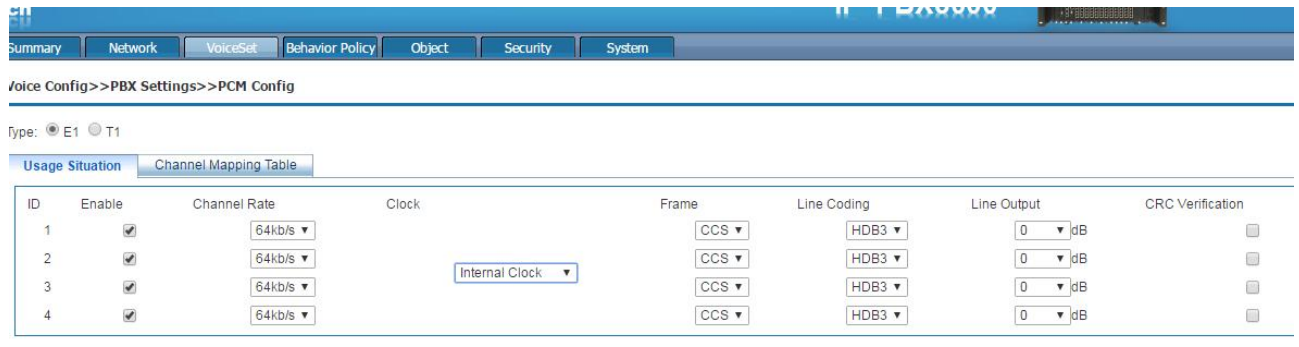 Summary Network VoiceSet Behavior Policy Object Security System
Voice Config>>PBX Settings>>PCM Config
Type: E1 T1
Usage Situation Channel Mapping Table
ID Enable Channel Rate Clock Frame Line Coding Line Output CRC Verification
1 64kb/s CCS HDB3 0 dB
2 64kb/s CCS HDB3 0 dB
Internal Clock
3 64kb/s CCS HDB3 0 dB
4 64kb/s CCS HDB3 0 dB